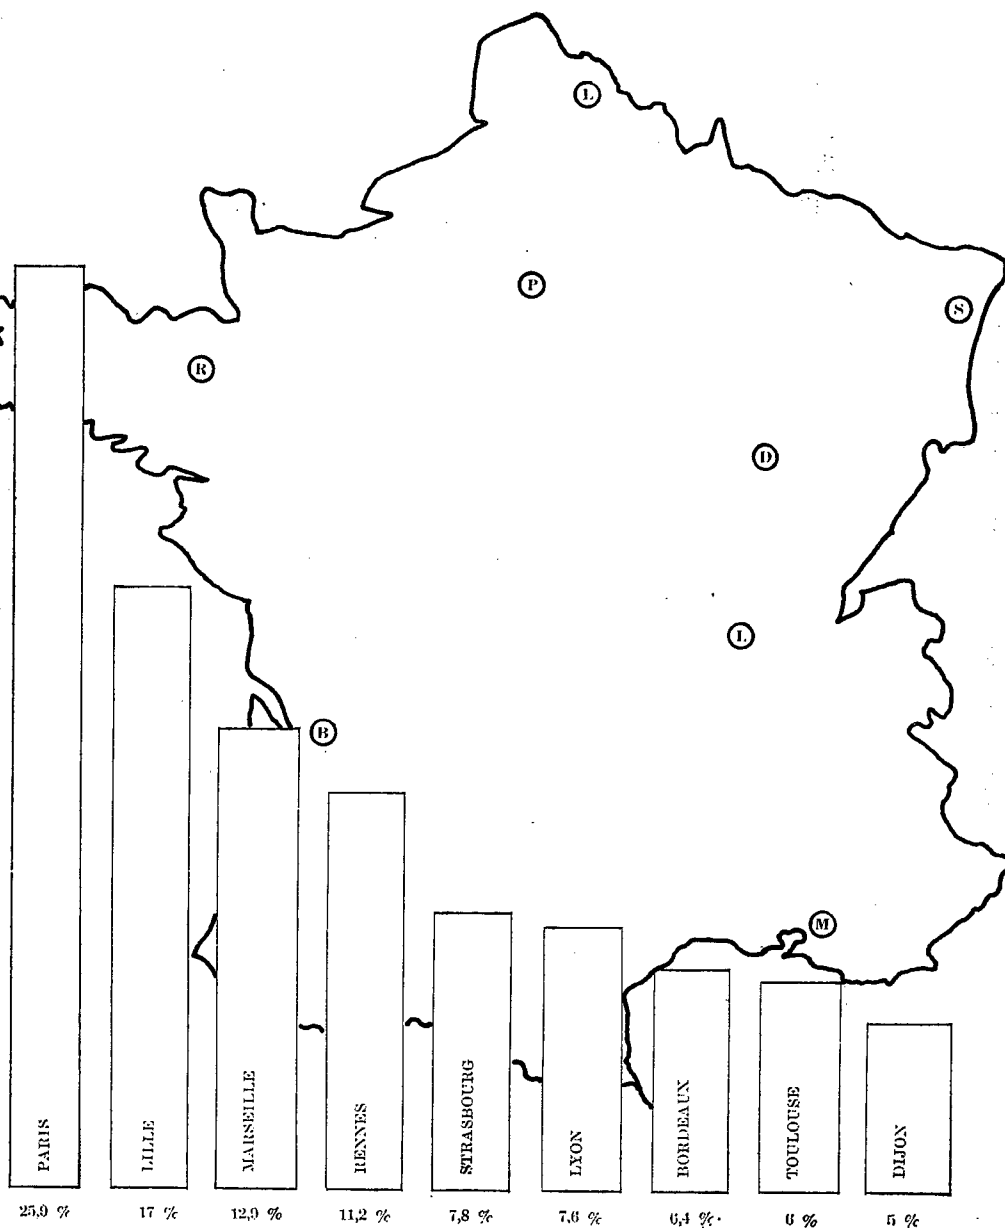 L
P
S
R
D
L
B
M
PARIS
LILLE
MARSEILLE
RENNES
STRASBOURG
LYON
BORDEAUX
TOULOUSE
DIJON
25,9 %
17 %
12,9 %
11,2 %
7,8 %
7,6 %
6,4 %
6 %
5 %